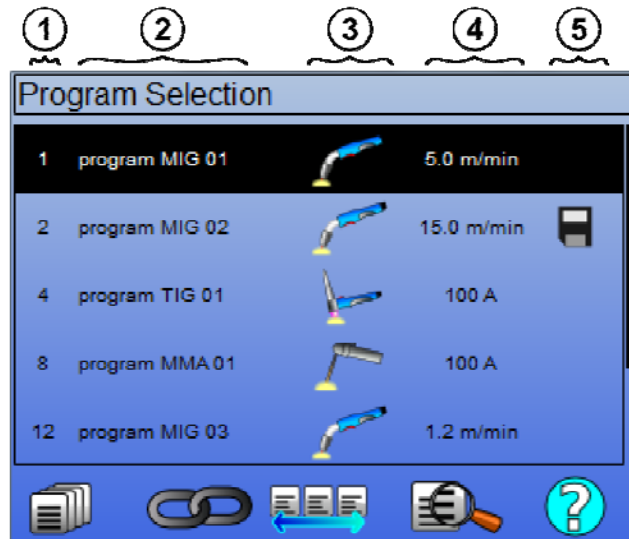 1 2 3 4 5
Program Selection
1 program MIG 01 5.0 m/min
2 program MIG 02 15.0 m/min
4 program TIG 01 100 A
8 program MMA 01 100 A
12 program MIG 03 1.2 m/min
?